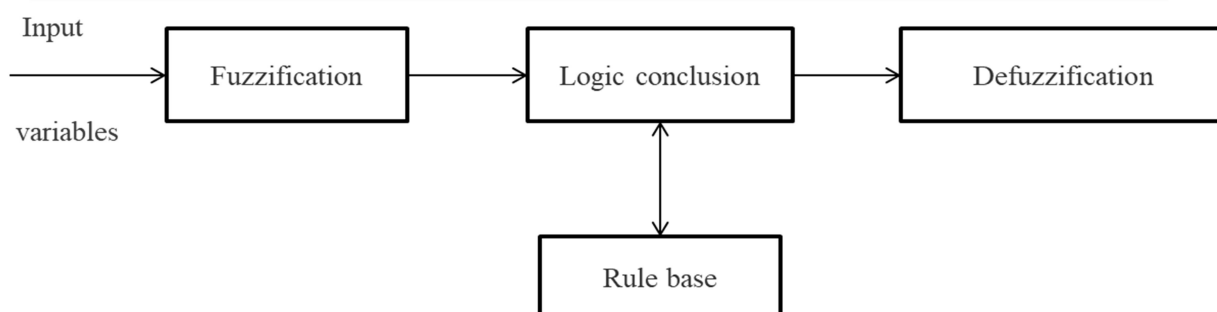 Input
Fuzzification
Logic conclusion
Defuzzification
variables
Rule base